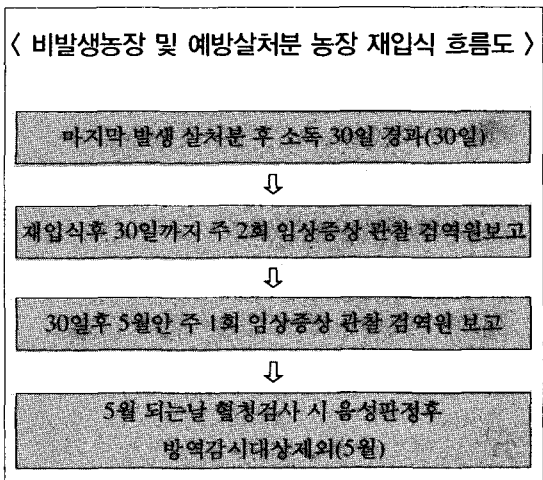 〈 비발생농장 및 예방살처분 농장 재입식 흐름도 〉
마지막 발생 살처분 후 소독 30일 경과(30일)
⇩
재입식후 30일까지 주 2회 임상증상 관찰 검역원보고
⇩
30일후 5월안 주 1회 임상증상 관찰 검역원 보고
⇩
5월 되는날 혈청검사 시 음성판정후
방역감시대상제외(5월)